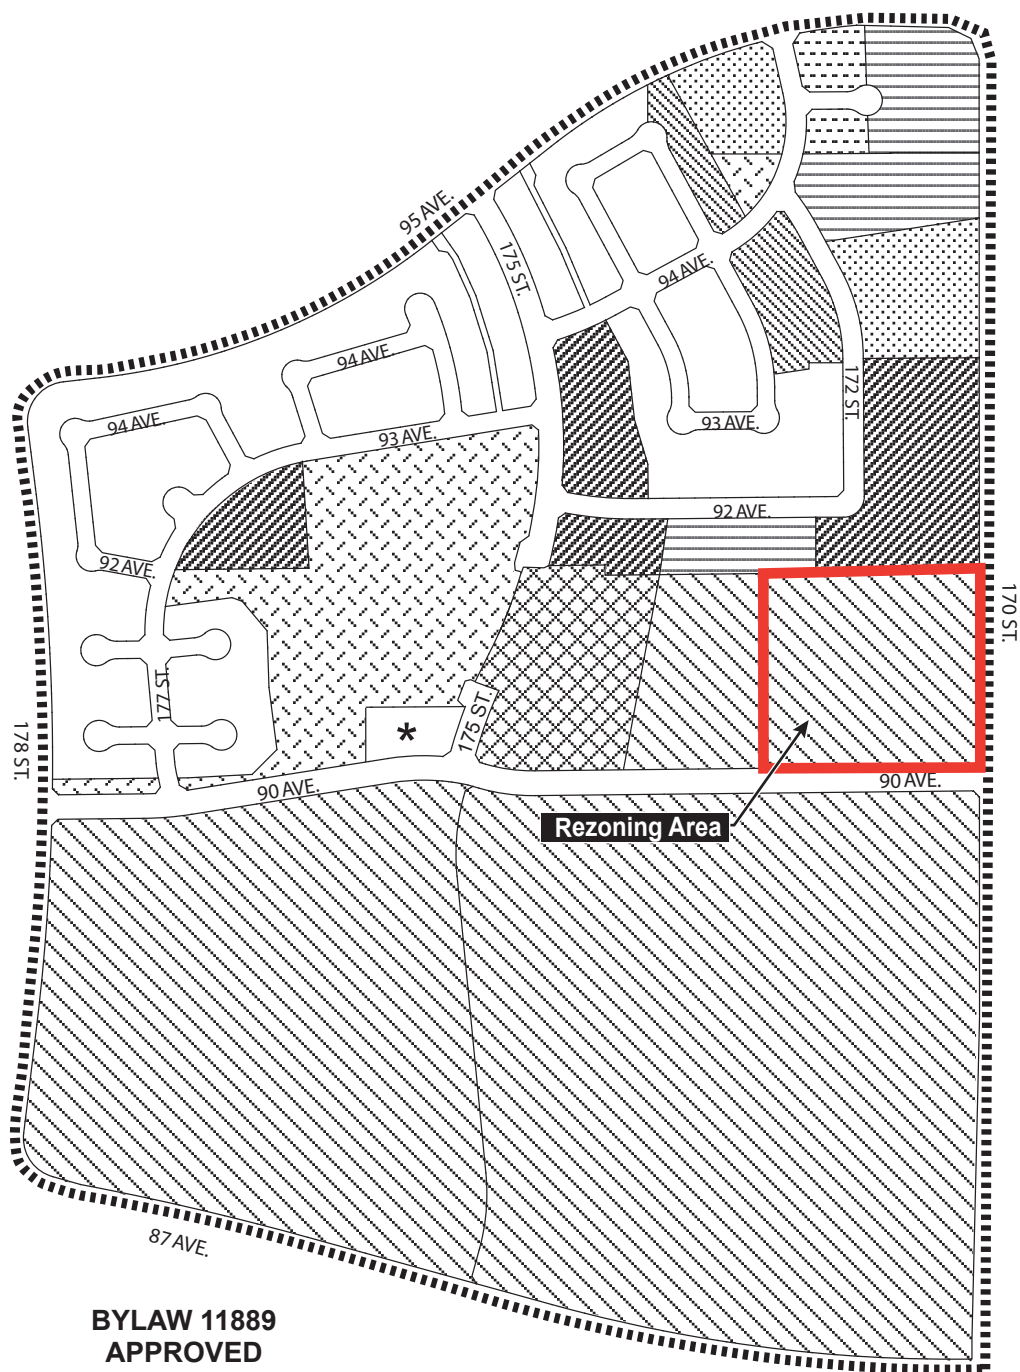 95 AVE.
175 ST.
94 AVE.
94 AVE.
172 ST.
94 AVE.
93 AVE.
93 AVE.
92 AVE.
92 AVE.
170 ST.
177 ST.
178 ST.
*
175 ST.
90 AVE.
90 AVE.
Rezoning Area
87 AVE.
BYLAW 11889
APPROVED